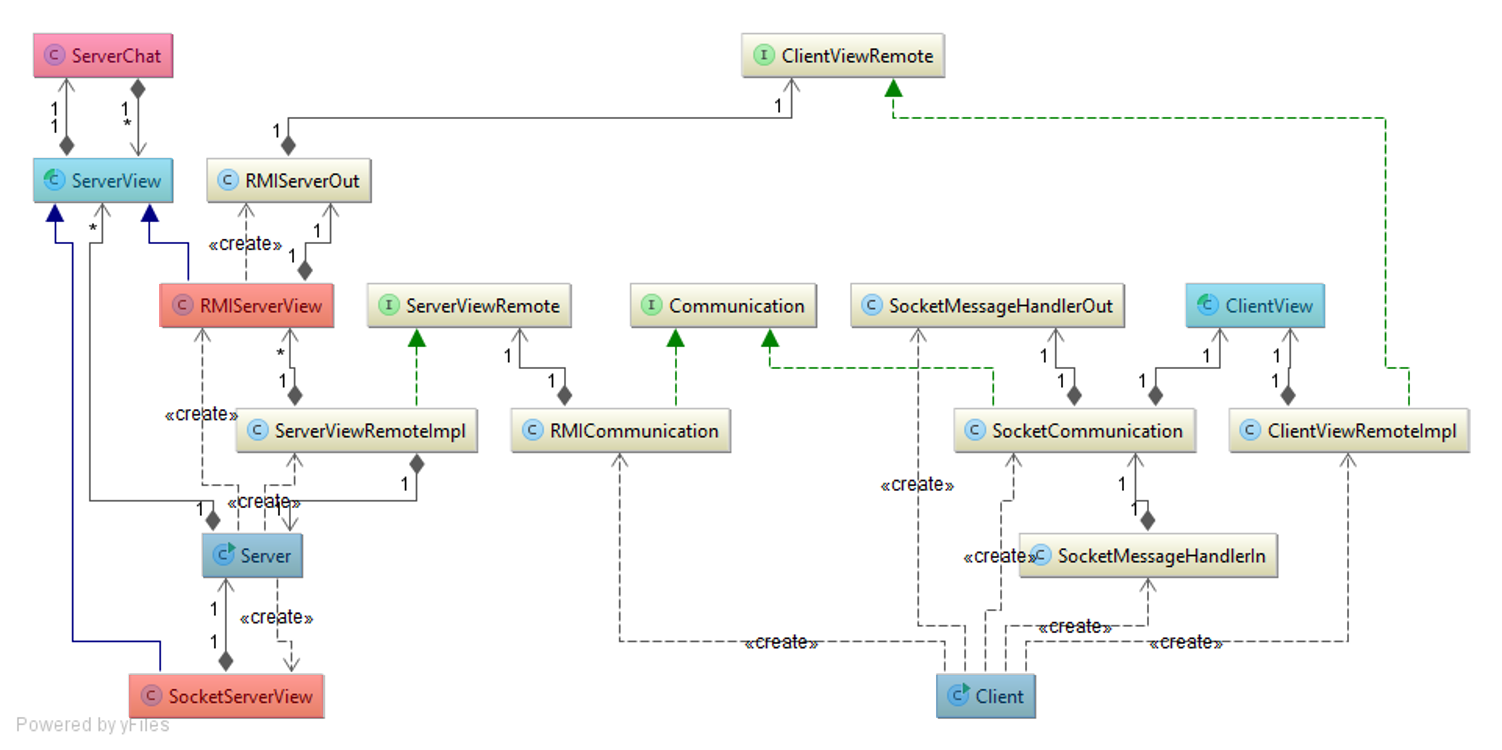 C ServerChat
I ClientViewRemote
1
1
1
*
1
1
C ServerView
C RMIServerOut
*
«create»
1
1
C RMIServerView
I ServerViewRemote
I Communication
C SocketMessageHandlerOut
C ClientView
*
1
1
1
1
1
1
1
1
1
«create»
C ServerViewRemoteImpl
C RMICommunication
C SocketCommunication
C ClientViewRemoteImpl
1
«create»
1
«create»
1
1
1
C Server
«create»
C SocketMessageHandlerIn
1
«create»
1
«create»
«create»
«create»
C SocketServerView
C Client
Powered by yFiles